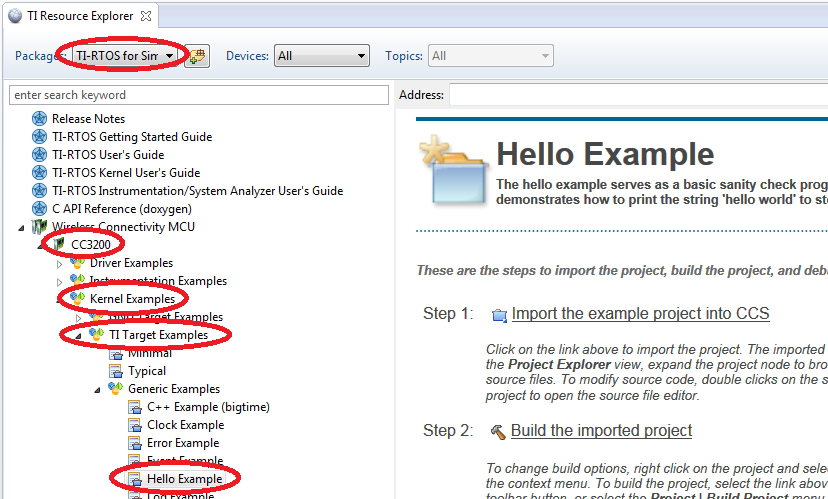 TI Resource Explorer
Packages: TI-RTOS for Sim Devices: All Topics: All
enter search keyword
Address:
Release Notes
TI-RTOS Getting Started Guide
TI-RTOS User's Guide
TI-RTOS Kernel User's Guide
TI-RTOS Instrumentation/System Analyzer User's Guide
C API Reference (doxygen)
Wireless Connectivity MCU
CC3200
Driver Examples
Instrumentation Examples
Kernel Examples
GNU Target Examples
TI Target Examples
Minimal
Typical
Generic Examples
C++ Example (bigtime)
Clock Example
Error Example
Event Example
Hello Example
Log Example
Hello Example
The hello example serves as a basic sanity check prog
demonstrates how to print the string 'hello world' to st
These are the steps to import the project, build the project, and deb
Step 1: Import the example project into CCS
Click on the link above to import the project. The imported
the Project Explorer view, expand the project node to bro
source files. To modify source code, double clicks on the s
project to open the source file editor.
Step 2: Build the imported project
To change build options, right click on the project and sele
the context menu. To build the project, select the link abov
toolbar button, or select the Project | Build Project menu